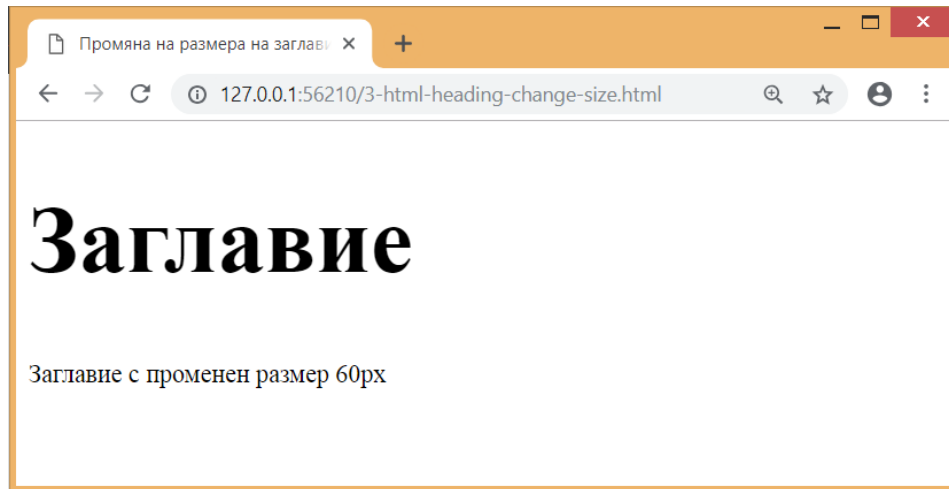 Промяна на размера на заглави
127.0.0.1:56210/3-html-heading-change-size.html
Заглавие
Заглавие с променен размер 60px